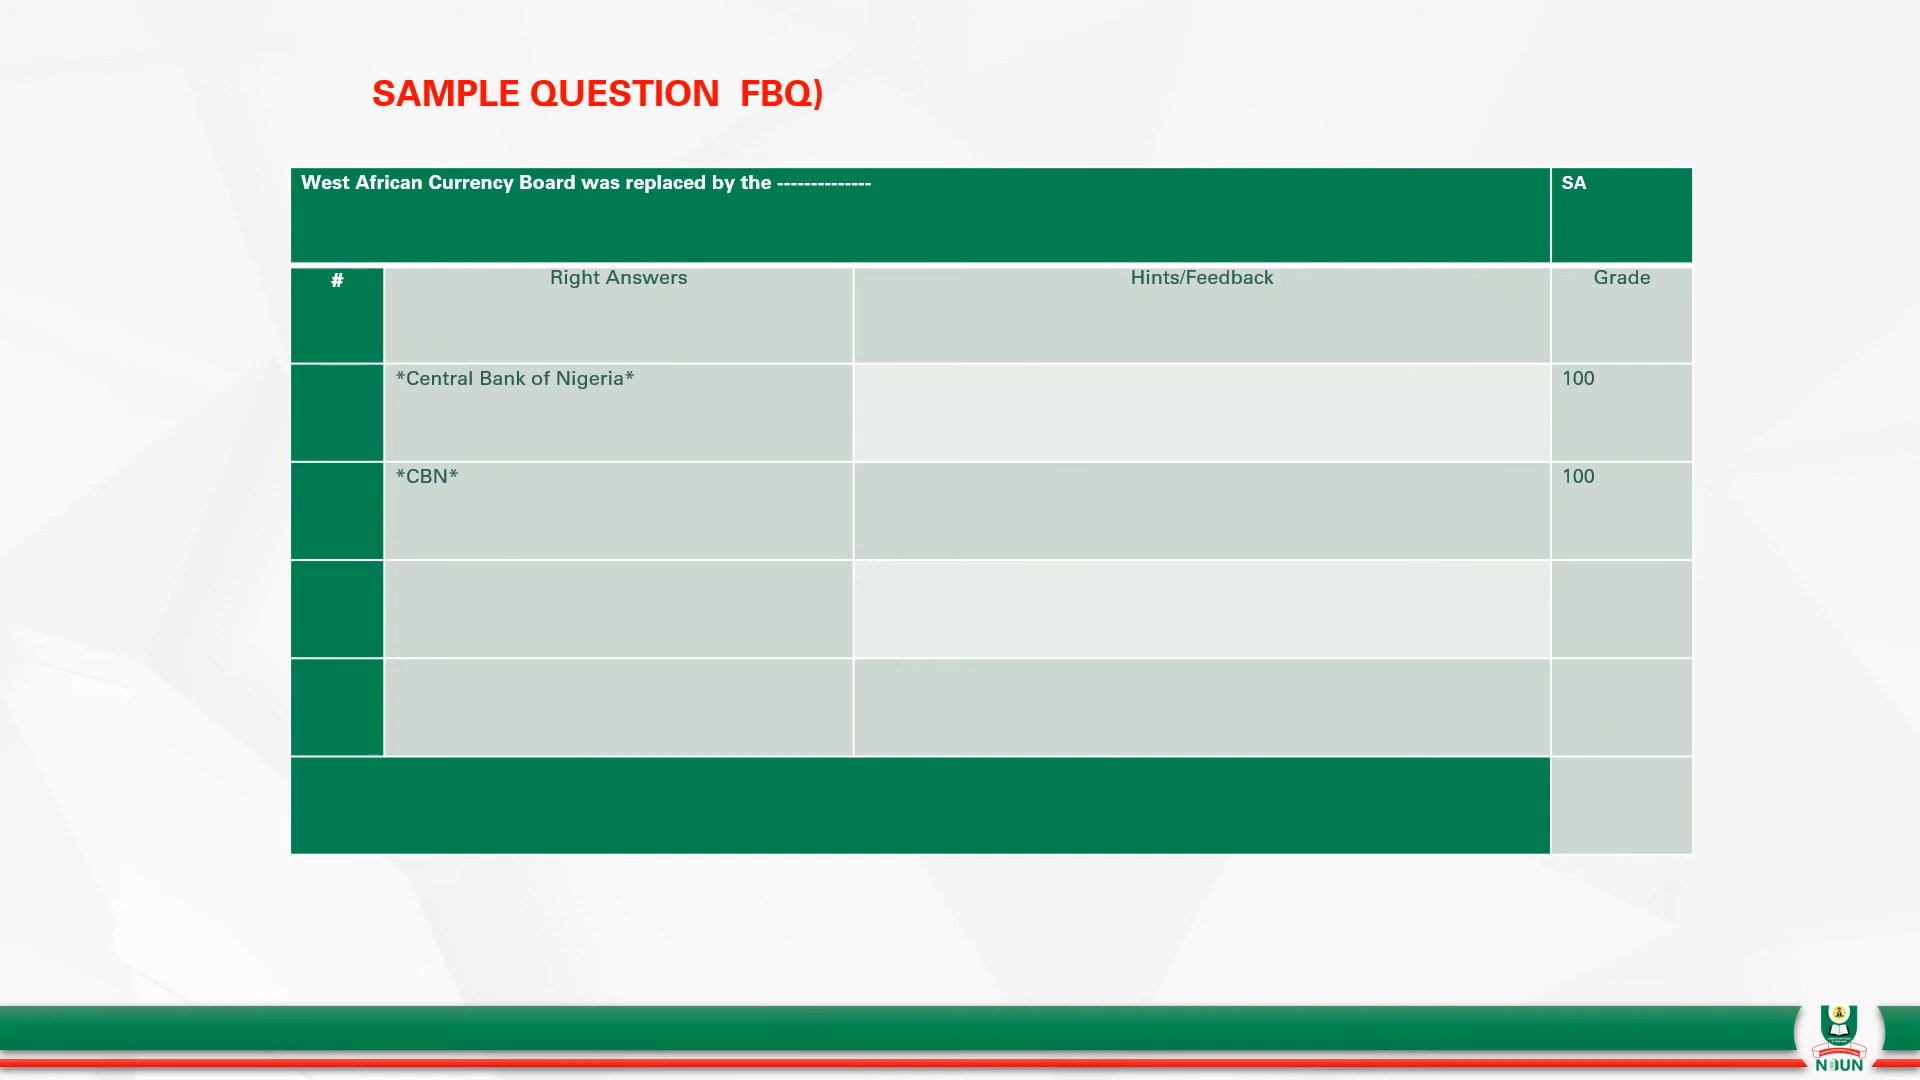 SAMPLE QUESTION  FBQ)
West African Currency Board was replaced by the --------------
SA
#
Right Answers
Hints/Feedback
Grade
*Central Bank of Nigeria*
100
*CBN*
100
NOUN